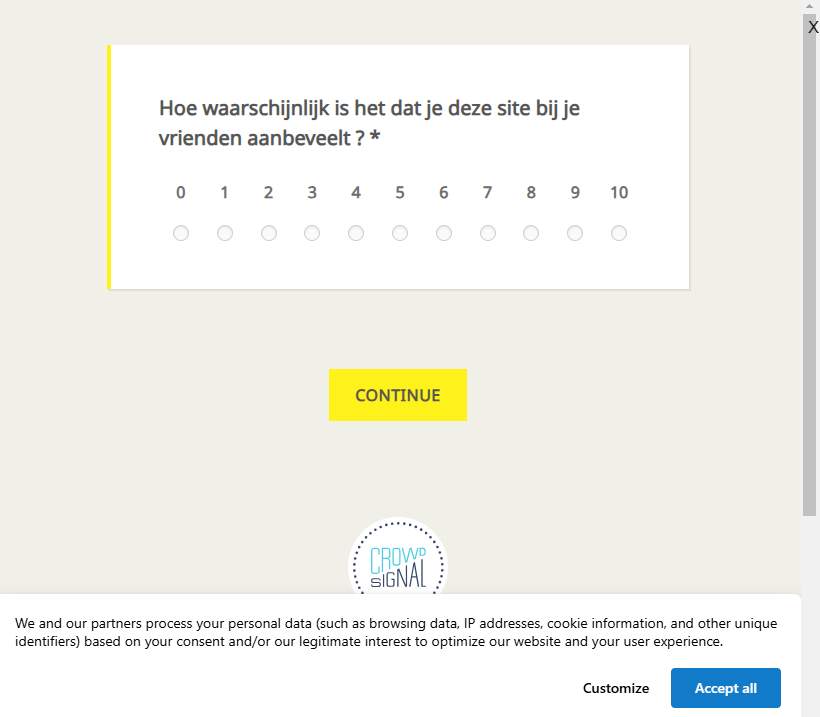 X
Hoe waarschijnlijk is het dat je deze site bij je
vrienden aanbeveelt ? *
0 1 2 3 4 5 6 7 8 9 10
CONTINUE
CROWD
SIGNAL
We and our partners process your personal data (such as browsing data, IP addresses, cookie information, and other unique
identifiers) based on your consent and/or our legitimate interest to optimize our website and your user experience.
Customize Accept all